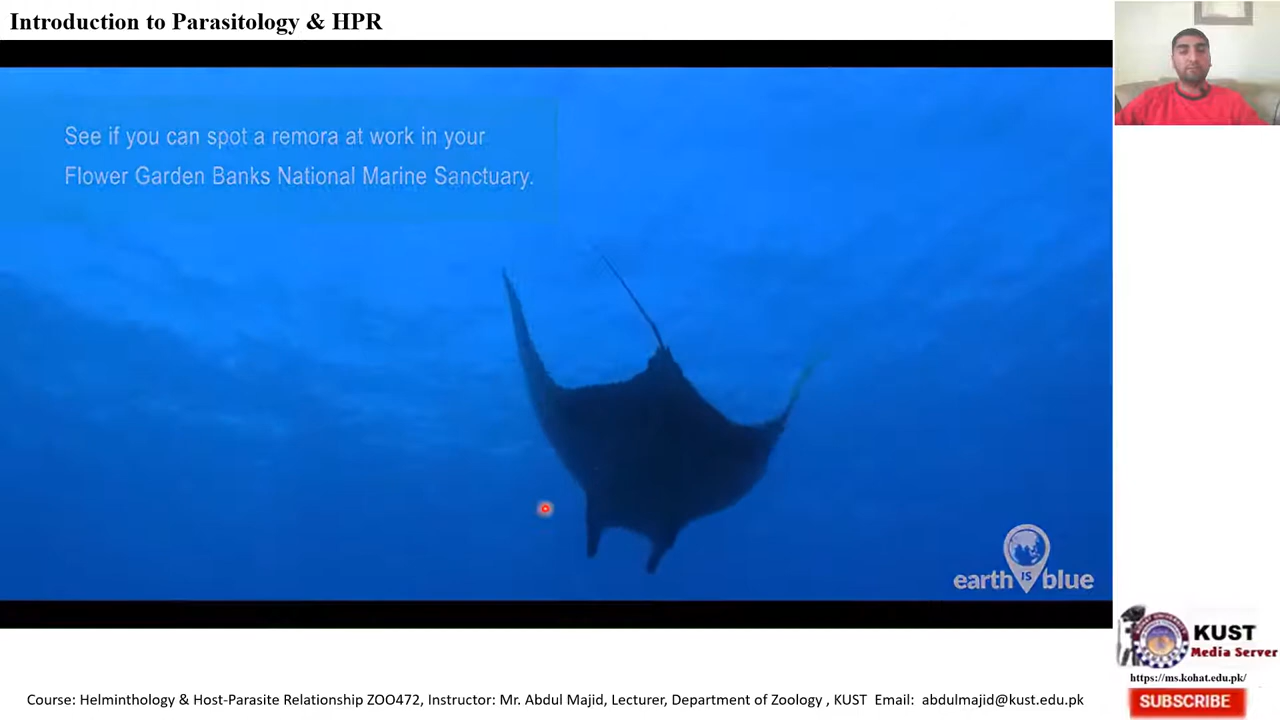 Introduction to Parasitology & HPR
See if you can spot a remora at work in your
Flower Garden Banks National Marine Sanctuary.
earth IS blue
KUST
Media Server
https://ms.kohat.edu.pk/
SUBSCRIBE
Course: Helminthology & Host-Parasite Relationship ZOO472, Instructor: Mr. Abdul Majid, Lecturer, Department of Zoology , KUST Email: abdulmajid@kust.edu.pk